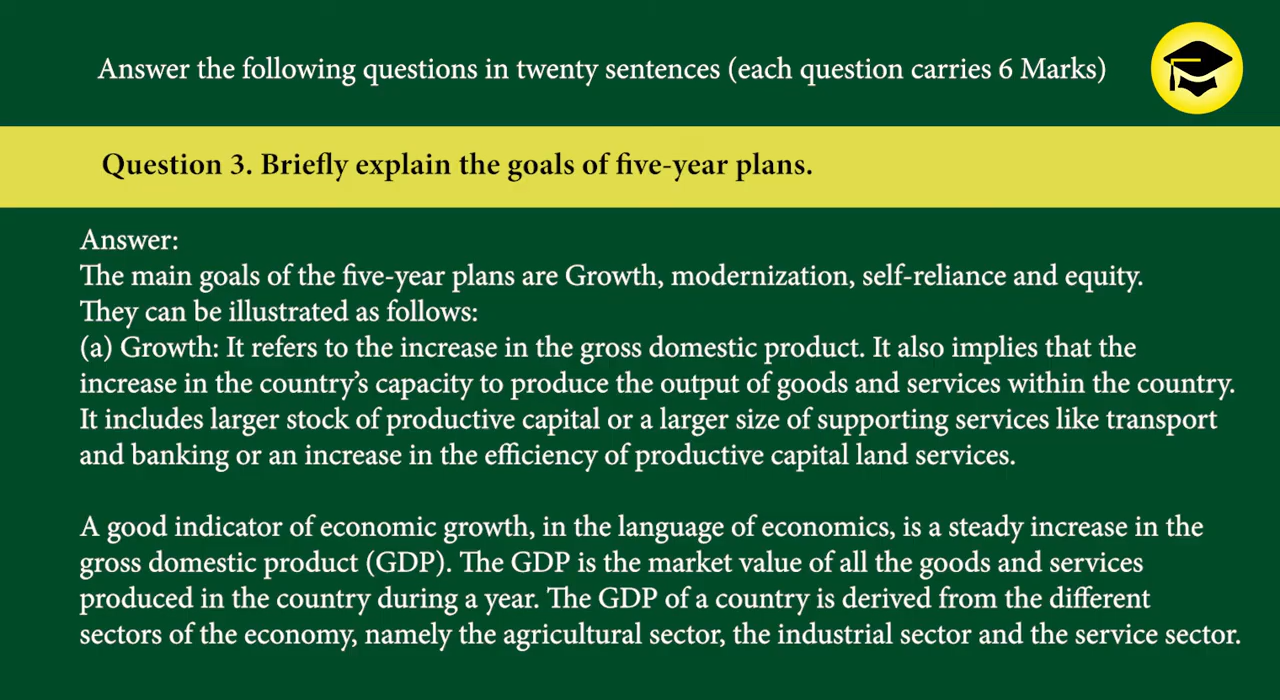 Answer the following questions in twenty sentences (each question carries 6 Marks)
Question 3. Briefly explain the goals of five-year plans.
Answer:
The main goals of the five-year plans are Growth, modernization, self-reliance and equity.
They can be illustrated as follows:
(a) Growth: It refers to the increase in the gross domestic product. It also implies that the
increase in the country’s capacity to produce the output of goods and services within the country.
It includes larger stock of productive capital or a larger size of supporting services like transport
and banking or an increase in the efficiency of productive capital land services.
A good indicator of economic growth, in the language of economics, is a steady increase in the
gross domestic product (GDP). The GDP is the market value of all the goods and services
produced in the country during a year. The GDP of a country is derived from the different
sectors of the economy, namely the agricultural sector, the industrial sector and the service sector.